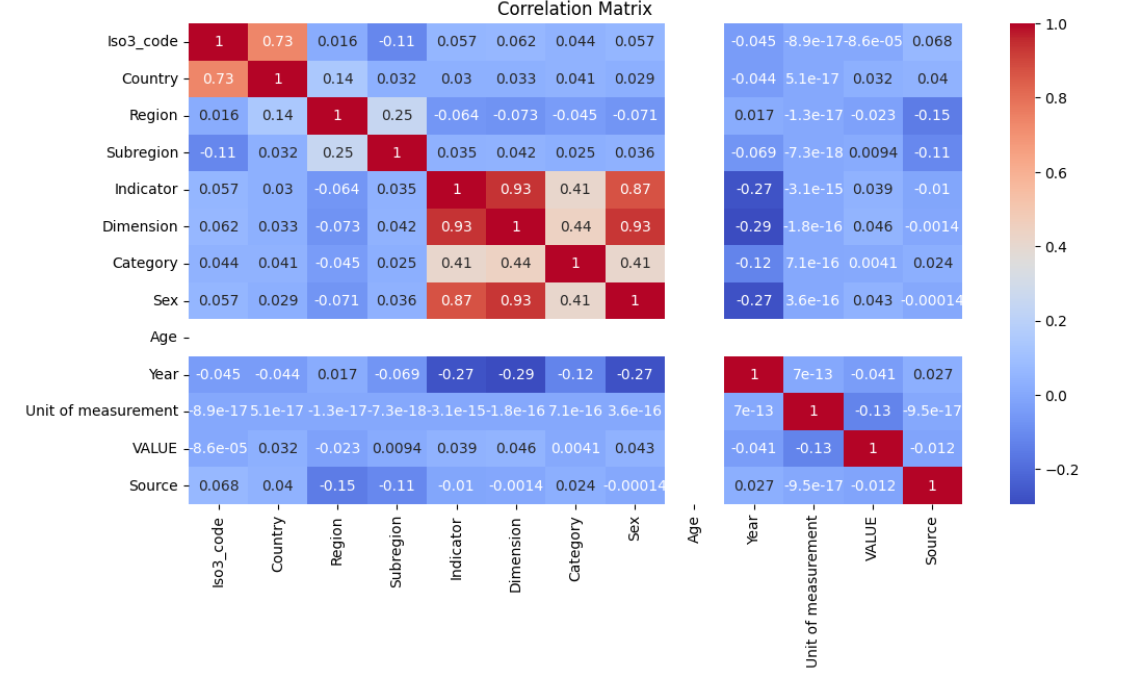 Correlation Matrix
Iso3_code 1 0.73 0.016 -0.11 0.057 0.062 0.044 0.057 -0.045 -8.9e-17 -8.6e-05 0.068
Country 0.73 1 0.14 0.032 0.03 0.033 0.041 0.029 -0.044 5.1e-17 0.032 0.04
Region 0.016 0.14 1 0.25 -0.064 -0.073 -0.045 -0.071 0.017 -1.3e-17 -0.023 -0.15
Subregion -0.11 0.032 0.25 1 0.035 0.042 0.025 0.036 -0.069 -7.3e-18 0.0094 -0.11
Indicator 0.057 0.03 -0.064 0.035 1 0.93 0.41 0.87 -0.27 -3.1e-15 0.039 -0.01
Dimension 0.062 0.033 -0.073 0.042 0.93 1 0.44 0.93 -0.29 -1.8e-16 0.046 -0.0014
Category 0.044 0.041 -0.045 0.025 0.41 0.44 1 0.41 -0.12 7.1e-16 0.0041 0.024
Sex 0.057 0.029 -0.071 0.036 0.87 0.93 0.41 1 -0.27 3.6e-16 0.043 -0.00014
Age
Year -0.045 -0.044 0.017 -0.069 -0.27 -0.29 -0.12 -0.27 1 7e-13 -0.041 0.027
Unit of measurement -8.9e-17 5.1e-17 -1.3e-17 -7.3e-18 -3.1e-15 -1.8e-16 7.1e-16 3.6e-16 7e-13 1 -0.13 -9.5e-17
VALUE -8.6e-05 0.032 -0.023 0.0094 0.039 0.046 0.0041 0.043 -0.041 -0.13 1 -0.012
Source 0.068 0.04 -0.15 -0.11 -0.01 -0.0014 0.024 -0.00014 0.027 -9.5e-17 -0.012 1
Iso3_code Country Region Subregion Indicator Dimension Category Sex Age Year Unit of measurement VALUE Source
1.0
0.8
0.6
0.4
0.2
0.0
−0.2